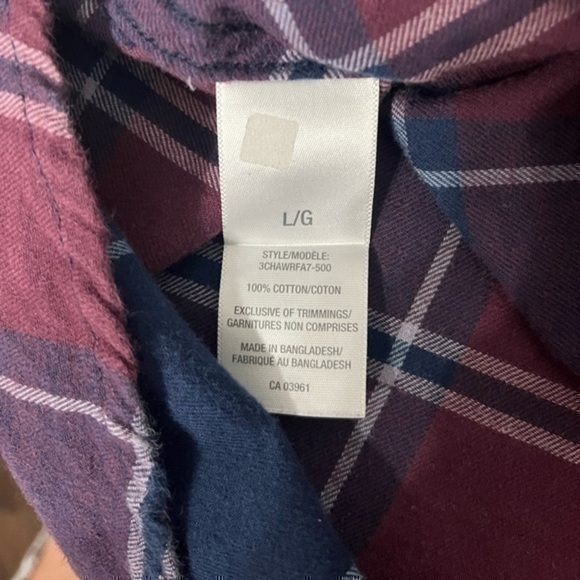 L/G
STYLE/MODÈLE:
3CHAWRFA7-500
100% COTTON/COTON
EXCLUSIVE OF TRIMMINGS/
GARNITURES NON COMPRISES
MADE IN BANGLADESH/
FABRIQUÉ AU BANGLADESH
CA 03961